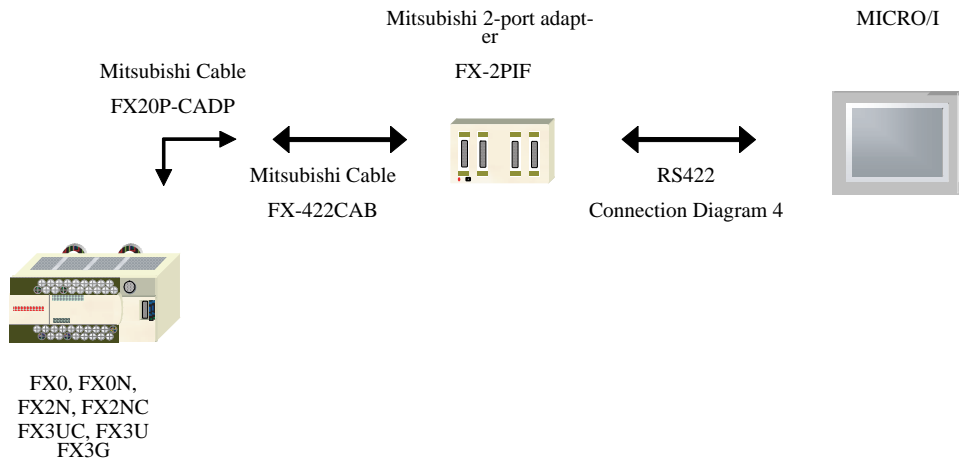 Mitsubishi 2-port adapt-
er
FX-2PIF
MICRO/I
Mitsubishi Cable
FX20P-CADP
Mitsubishi Cable
FX-422CAB
RS422
Connection Diagram 4
FX0, FX0N,
FX2N, FX2NC
FX3UC, FX3U
FX3G